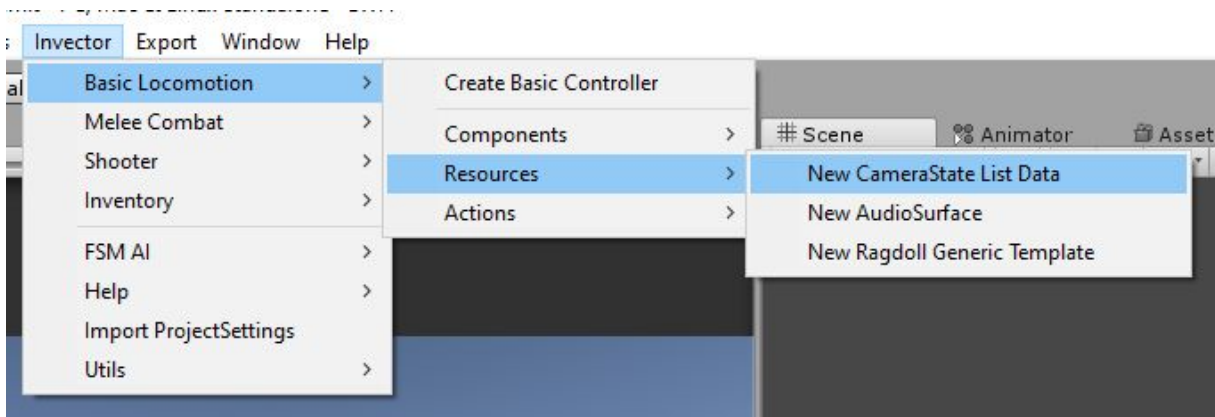 Invector Export Window Help
Basic Locomotion
Melee Combat
Shooter
Inventory
FSM AI
Help
Import ProjectSettings
Utils
Create Basic Controller
Components
Resources
Actions
Scene Animator Asset
New CameraState List Data
New AudioSurface
New Ragdoll Generic Template